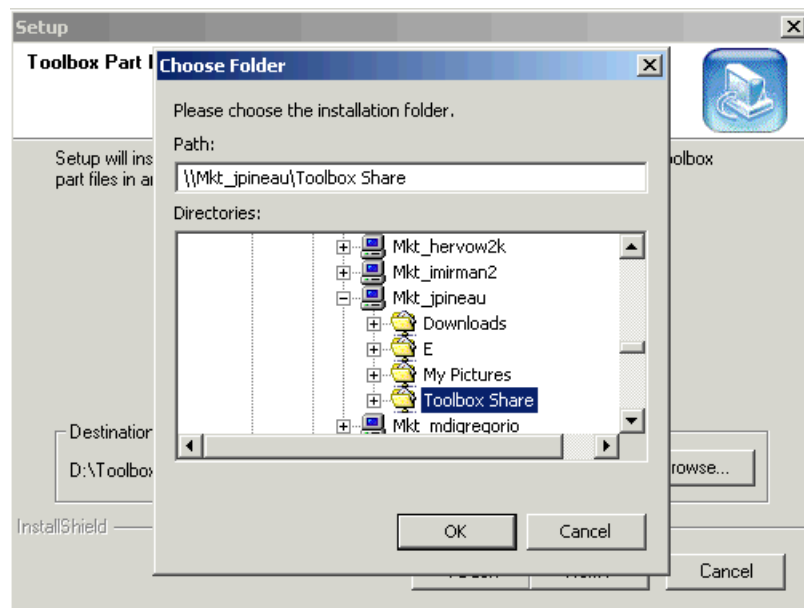 Setup
Toolbox Part
Choose Folder
Please choose the installation folder.
Path:
Setup will ins
olbox
part files in
\\Mkt_jpineau\Toolbox Share
Directories:
Mkt_hervow2k
Mkt_imirman2
Mkt_jpineau
Downloads
E
My Pictures
Toolbox Share
Mkt_mdigregorio
Destination
D:\Toolbox
rowse...
InstallShield
OK
Cancel
Cancel